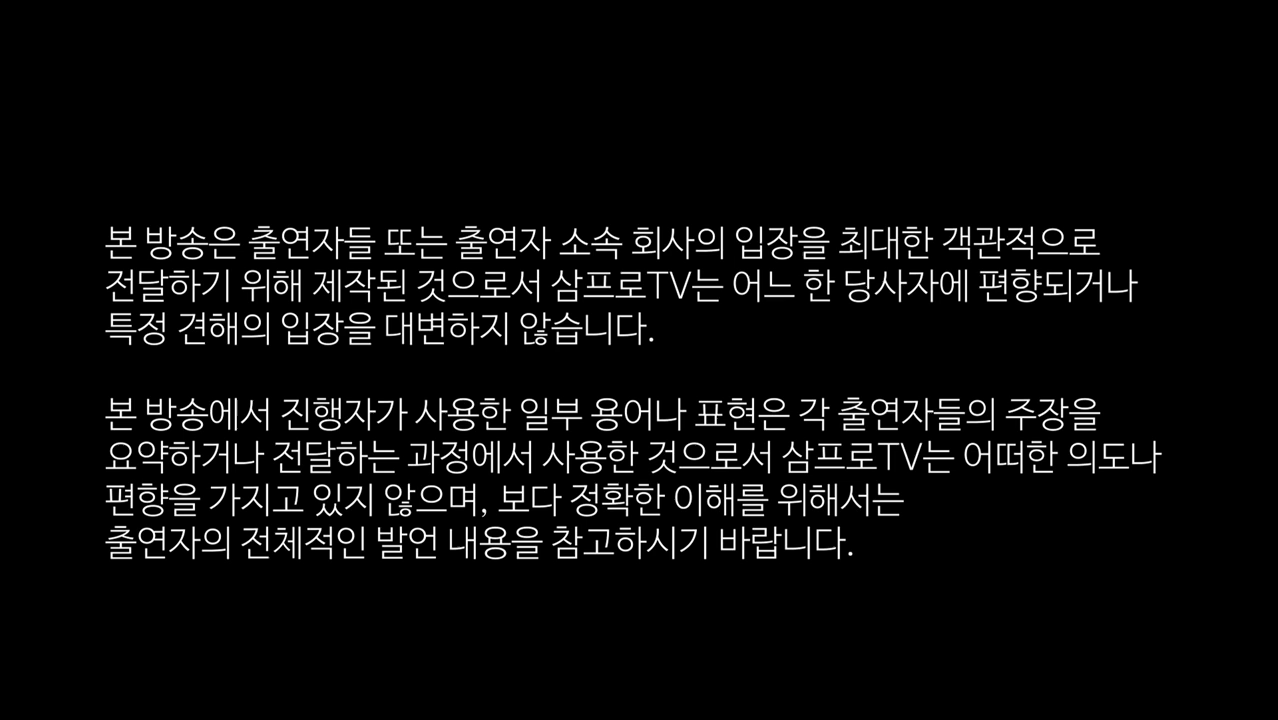 본 방송은 출연자들 또는 출연자 소속 회사의 입장을 최대한 객관적으로
전달하기 위해 제작된 것으로서 삼프로TV는 어느 한 당사자에 편향되거나
특정 견해의 입장을 대변하지 않습니다.
본 방송에서 진행자가 사용한 일부 용어나 표현은 각 출연자들의 주장을
요약하거나 전달하는 과정에서 사용한 것으로서 삼프로TV는 어떠한 의도나
편향을 가지고 있지 않으며, 보다 정확한 이해를 위해서는
출연자의 전체적인 발언 내용을 참고하시기 바랍니다.